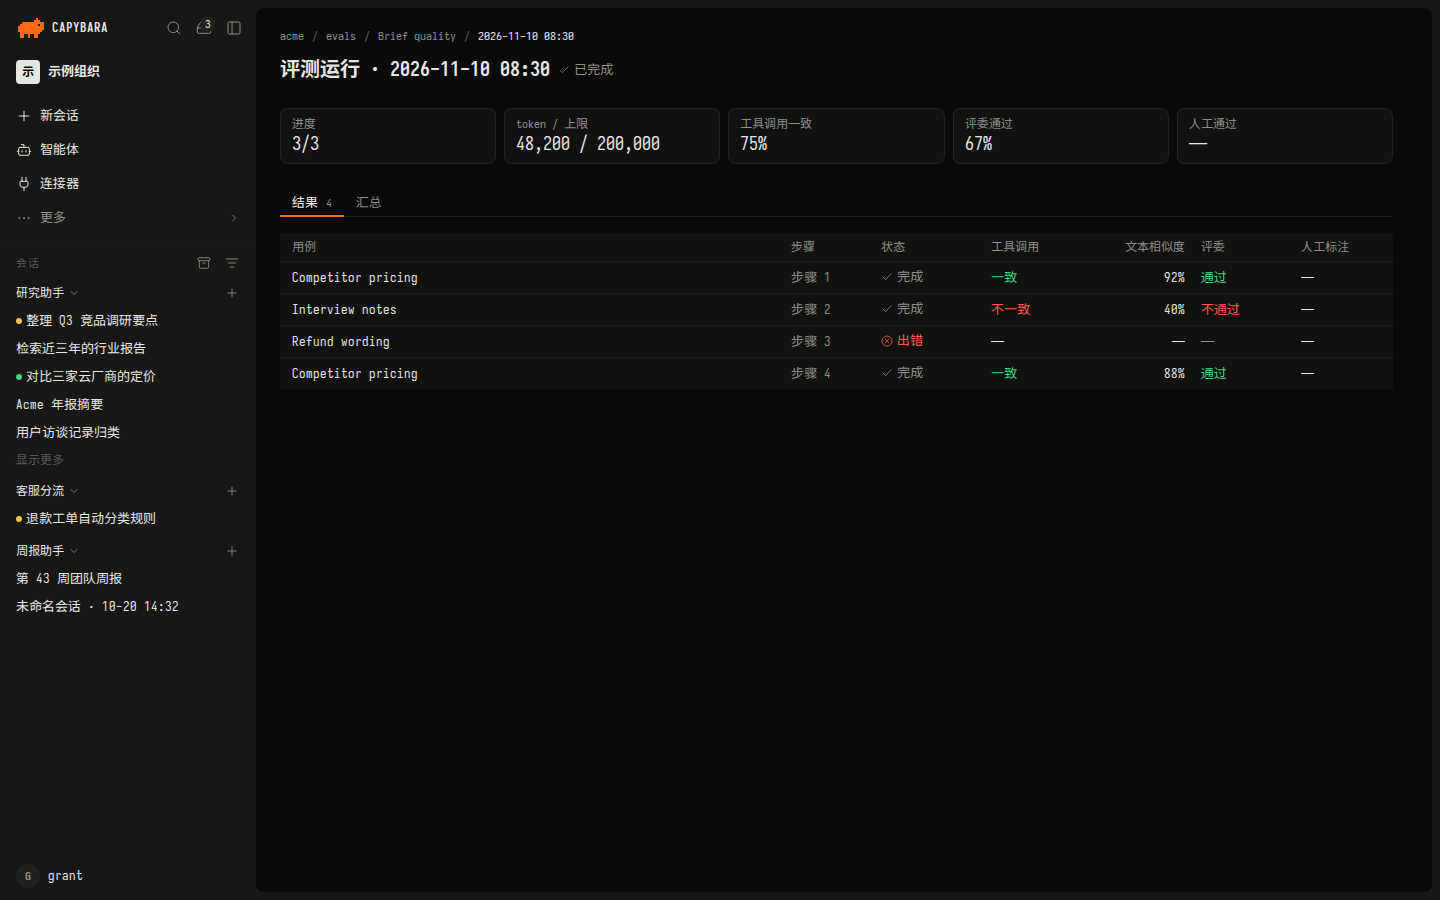 CAPYBARA
3
示 示例组织
新会话
智能体
连接器
更多
会话
研究助手
整理 Q3 竞品调研要点
检索近三年的行业报告
对比三家云厂商的定价
Acme 年报摘要
用户访谈记录归类
显示更多
客服分流
退款工单自动分类规则
周报助手
第 43 周团队周报
未命名会话 · 10-20 14:32
G grant
acme / evals / Brief quality / 2026-11-10 08:30
评测运行 · 2026-11-10 08:30 已完成
进度
3/3
token / 上限
48,200 / 200,000
工具调用一致
75%
评委通过
67%
人工通过
—
结果 4 汇总
用例 步骤 状态 工具调用 文本相似度 评委 人工标注
Competitor pricing 步骤 1 完成 一致 92% 通过 —
Interview notes 步骤 2 完成 不一致 40% 不通过 —
Refund wording 步骤 3 出错 — — — —
Competitor pricing 步骤 4 完成 一致 88% 通过 —